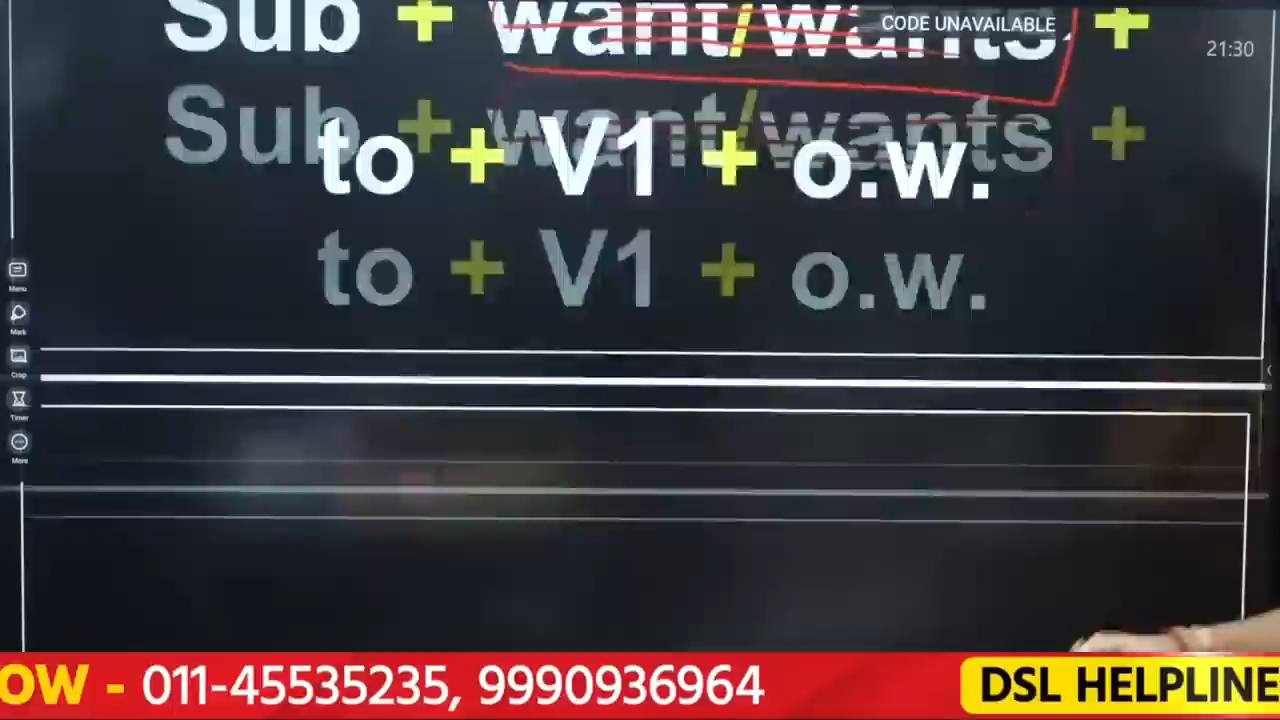 Sub + want/wants +
CODE UNAVAILABLE
21:30
Sub + want/wants +
to + V1 + o.w.
to + V1 + o.w.
Menu
Mark
Crop
Timer
More
OW - 011-45535235, 9990936964
DSL HELPLINE